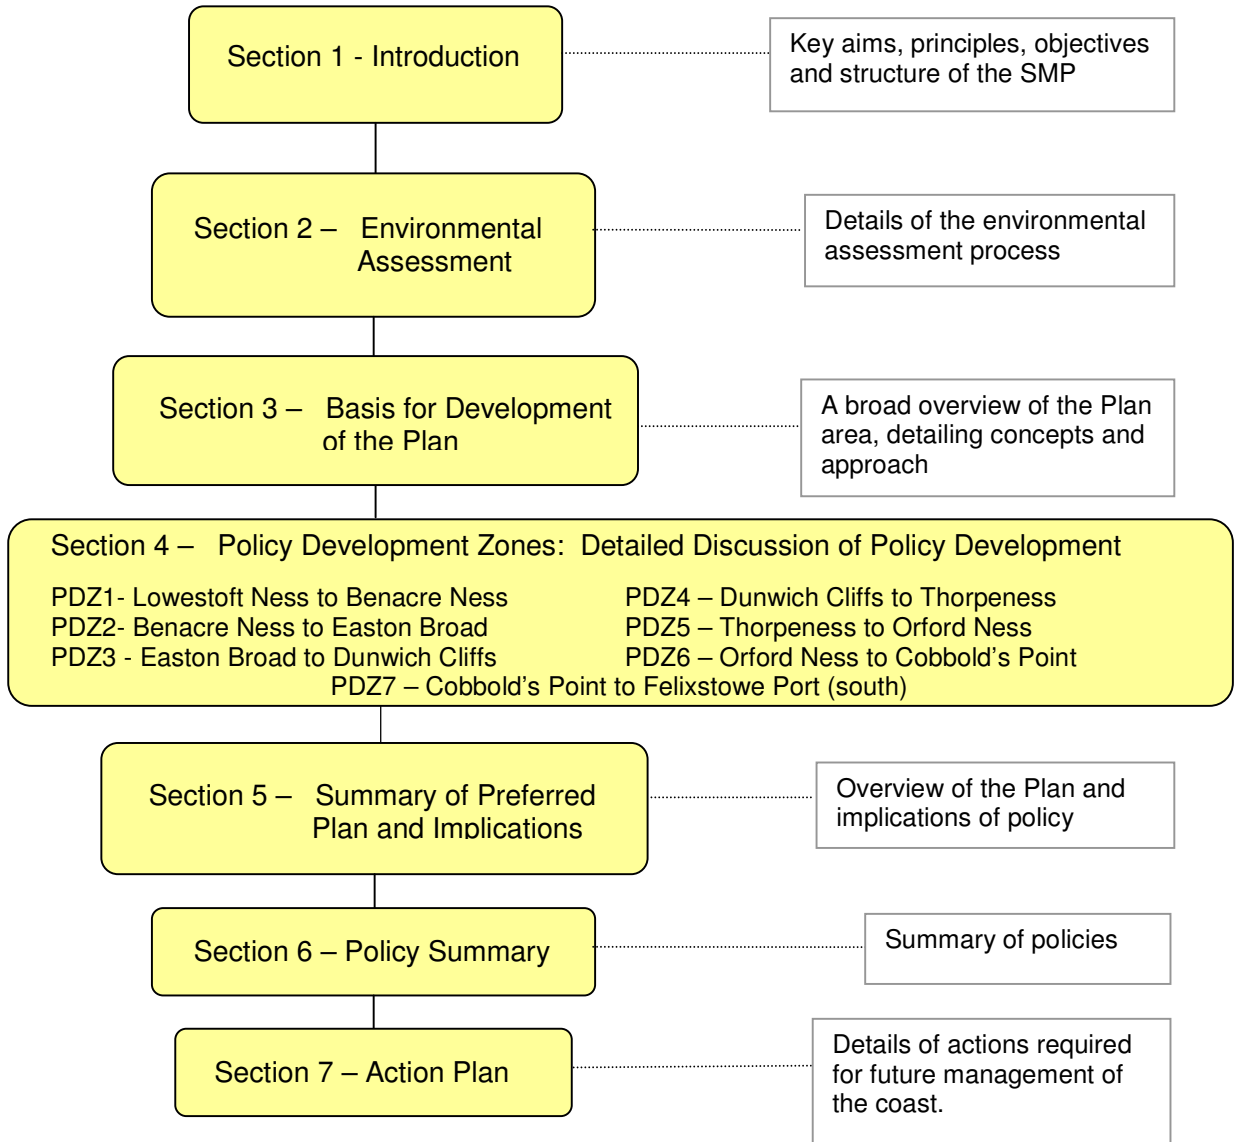 Section 1 - Introduction
Key aims, principles, objectives
and structure of the SMP
Section 2 – Environmental
Assessment
Details of the environmental
assessment process
Section 3 – Basis for Development
of the Plan
A broad overview of the Plan
area, detailing concepts and
approach
Section 4 – Policy Development Zones: Detailed Discussion of Policy Development
PDZ1- Lowestoft Ness to Benacre Ness
PDZ2- Benacre Ness to Easton Broad
PDZ3 - Easton Broad to Dunwich Cliffs
PDZ4 – Dunwich Cliffs to Thorpeness
PDZ5 – Thorpeness to Orford Ness
PDZ6 – Orford Ness to Cobbold's Point
PDZ7 – Cobbold's Point to Felixstowe Port (south)
Section 5 – Summary of Preferred
Plan and Implications
Overview of the Plan and
implications of policy
Section 6 – Policy Summary
Summary of policies
Section 7 – Action Plan
Details of actions required
for future management of
the coast.